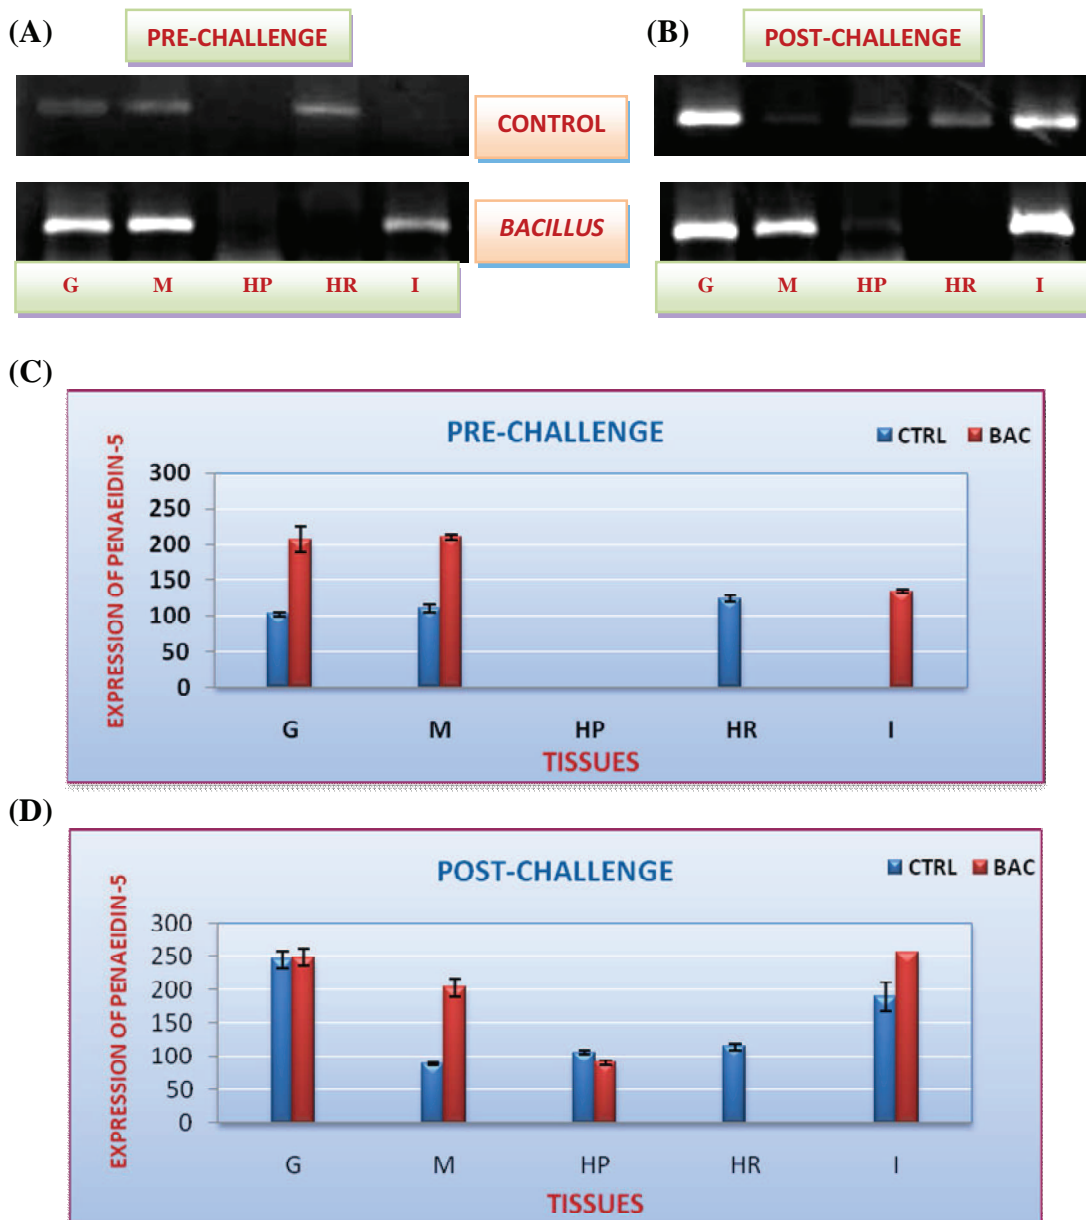 (A) PRE-CHALLENGE (B) POST-CHALLENGE
CONTROL
BACILLUS
G M HP HR I G M HP HR I
(C)
PRE-CHALLENGE CTRL BAC
EXPRESSION OF PENAEIDIN-5
300
250
200
150
100
50
0
G M HP HR I
TISSUES
(D)
POST-CHALLENGE CTRL BAC
EXPRESSION OF PENAEIDIN-5
300
250
200
150
100
50
0
G M HP HR I
TISSUES